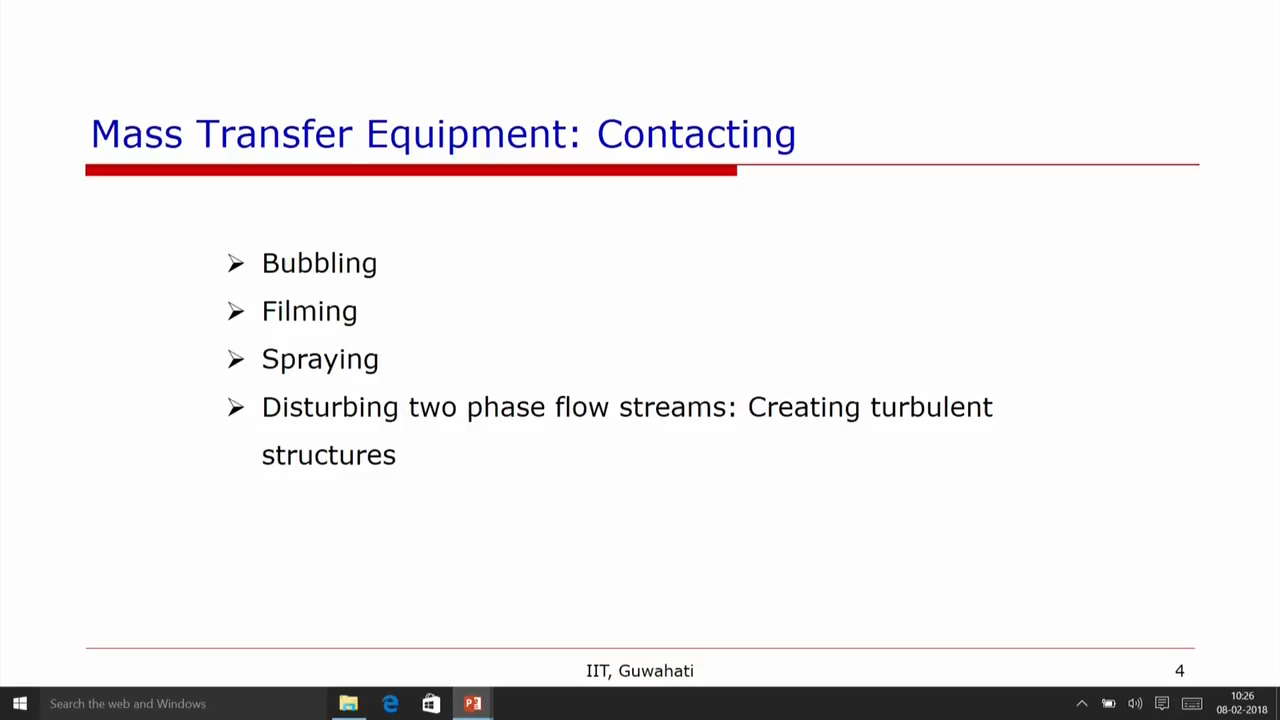 Mass Transfer Equipment: Contacting
➢ Bubbling
➢ Filming
➢ Spraying
➢ Disturbing two phase flow streams: Creating turbulent
structures
IIT, Guwahati
4
Search the web and Windows
10:26
08-02-2018